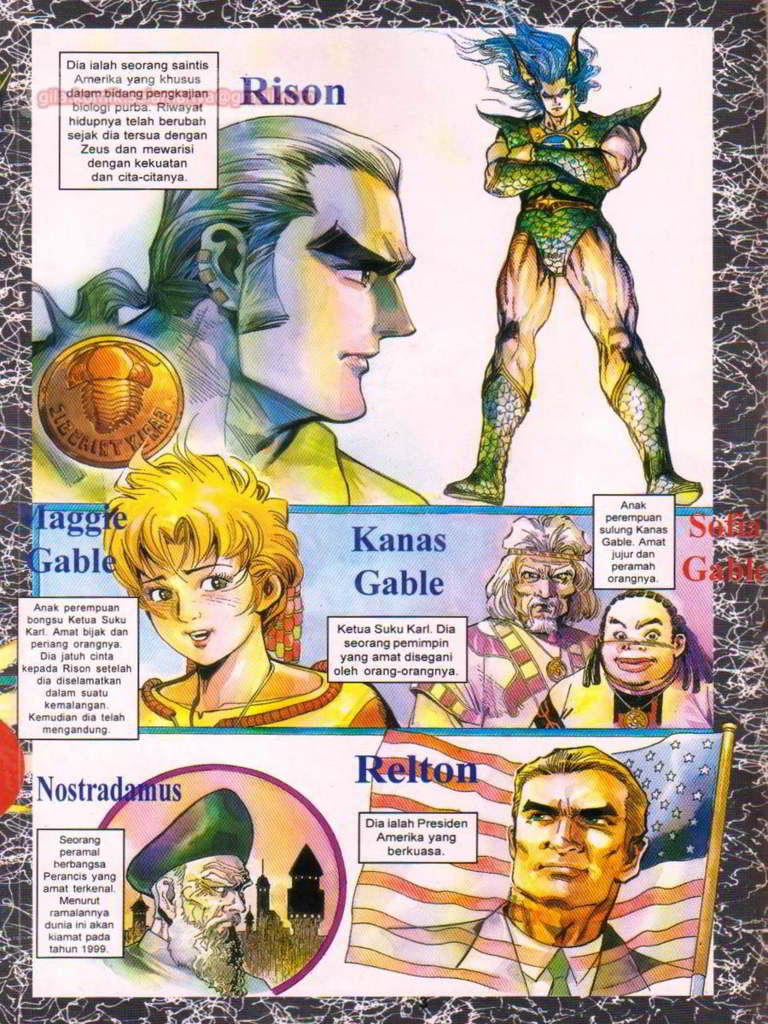 Dia ialah seorang saintis
Amerika yang khusus
dalam bidang pengkajian
biologi purba. Riwayat
hidupnya telah berubah
sejak dia tersua dengan
Zeus dan mewarisi
dengan kekuatan
dan cita-citanya.
Rison
Maggie
Gable
Anak perempuan
bongsu Ketua Suku
Karl. Amat bijak dan
periang orangnya.
Dia jatuh cinta
kepada Rison setelah
dia diselamatkan
dalam suatu
kemalangan.
Kemudian dia telah
mengandung.
Kanas
Gable
Ketua Suku Karl. Dia
seorang pemimpin
yang amat disegani
oleh orang-orangnya.
Anak
perempuan
sulung Kanas
Gable. Amat
jujur dan
peramah
orangnya.
Sofia
Gable
Nostradamus
Seorang
peramal
berbangsa
Perancis yang
amat terkenal.
Menurut
ramalannya
dunia ini akan
kiamat pada
tahun 1999.
Relton
Dia ialah Presiden
Amerika yang
berkuasa.
3